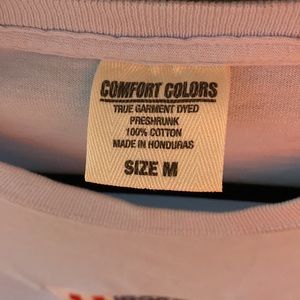 COMFORT COLORS
TRUE GARMENT DYED
PRESHRUNK
100% COTTON
MADE IN HONDURAS
SIZE M